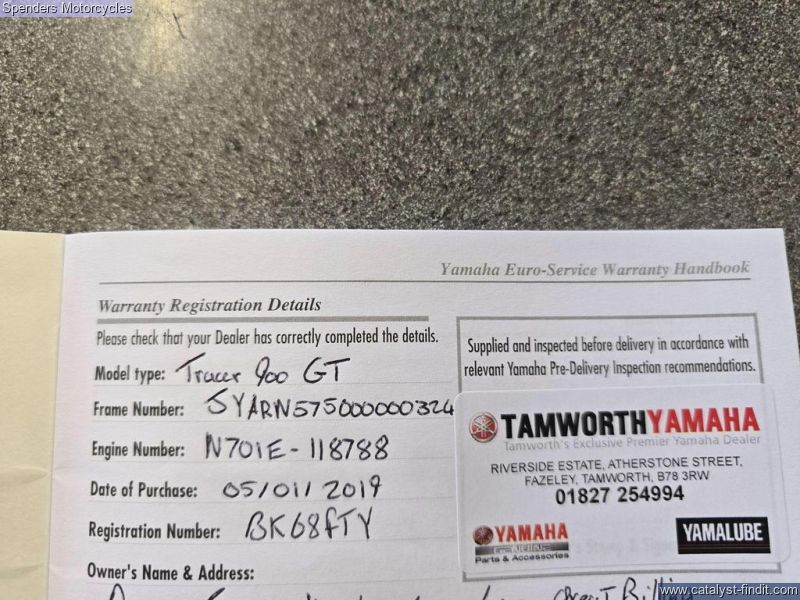 Spenders Motorcycles
Yamaha Euro-Service Warranty Handbook
Warranty Registration Details
Please check that your Dealer has correctly completed the details.
Model type: Tracer 900 GT
Frame Number: JYARN575000000324
Engine Number: N701E-118788
Date of Purchase: 05/01/2019
Registration Number: BK68FTY
Owner's Name & Address:
Supplied and inspected before delivery in accordance with
relevant Yamaha Pre-Delivery Inspection recommendations.
TAMWORTHYAMAHA
Tamworth's Exclusive Premier Yamaha Dealer
RIVERSIDE ESTATE, ATHERSTONE STREET,
FAZELEY, TAMWORTH, B78 3RW
01827 254994
YAMAHA
GENUINE
Parts & Accessories
YAMALUBE
www.catalyst-findit.com